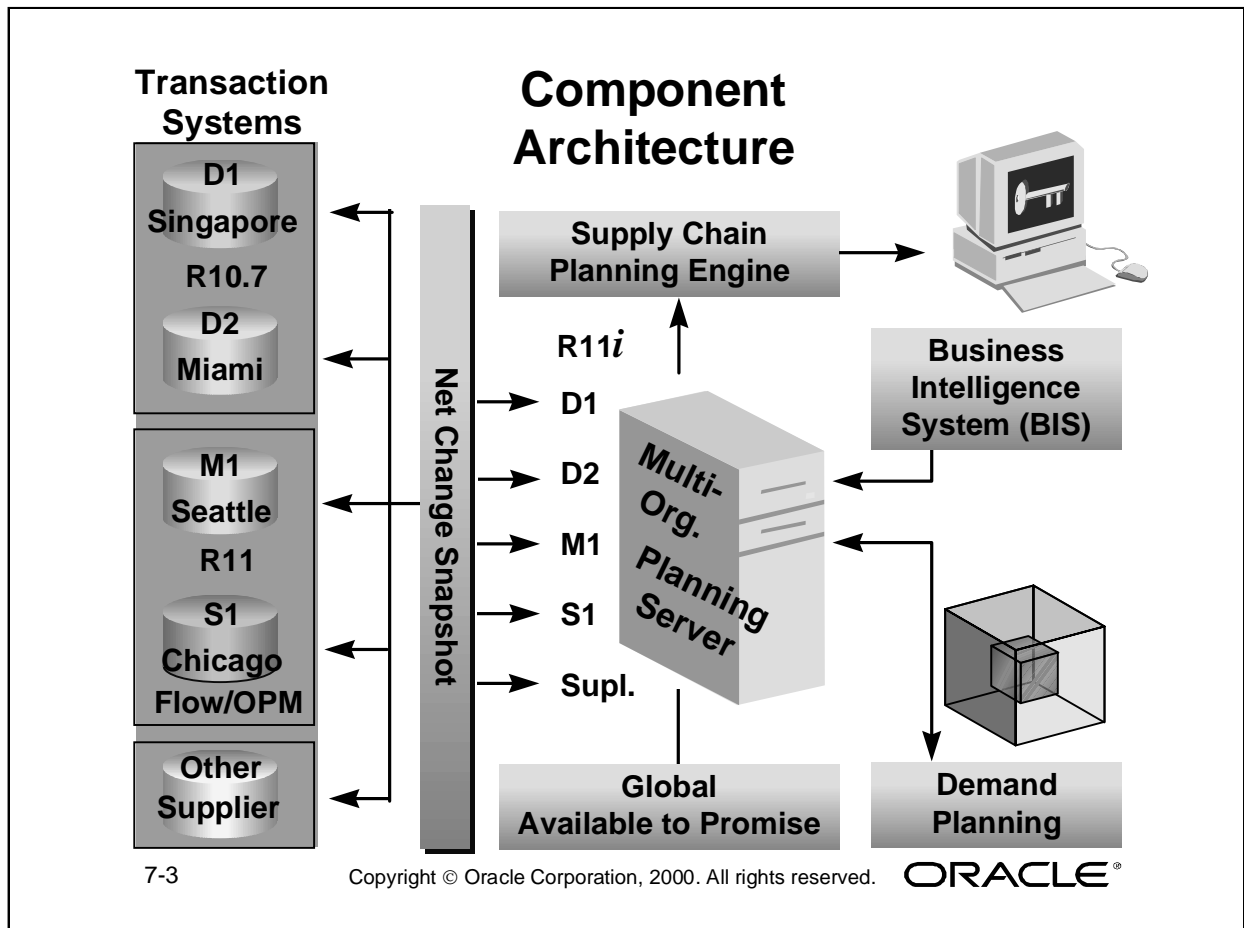 Transaction
Systems
Component
Architecture
D1
Singapore
R10.7
D2
Miami
M1
Seattle
R11
S1
Chicago
Flow/OPM
Other
Supplier
Net Change Snapshot
Supply Chain
Planning Engine
R11i
D1
D2
M1
S1
Supl.
Multi-
Org.
Planning
Server
Business
Intelligence
System (BIS)
Global
Available to Promise
Demand
Planning
7-3
Copyright © Oracle Corporation, 2000. All rights reserved.
ORACLE®